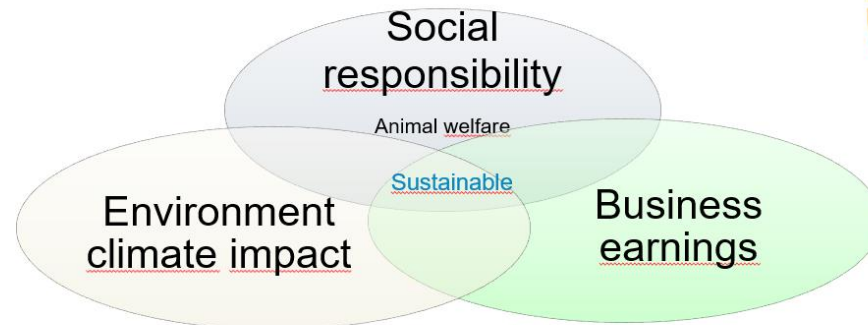 Social
responsibility
Animal welfare
Sustainable
Environment
climate impact
Business
earnings